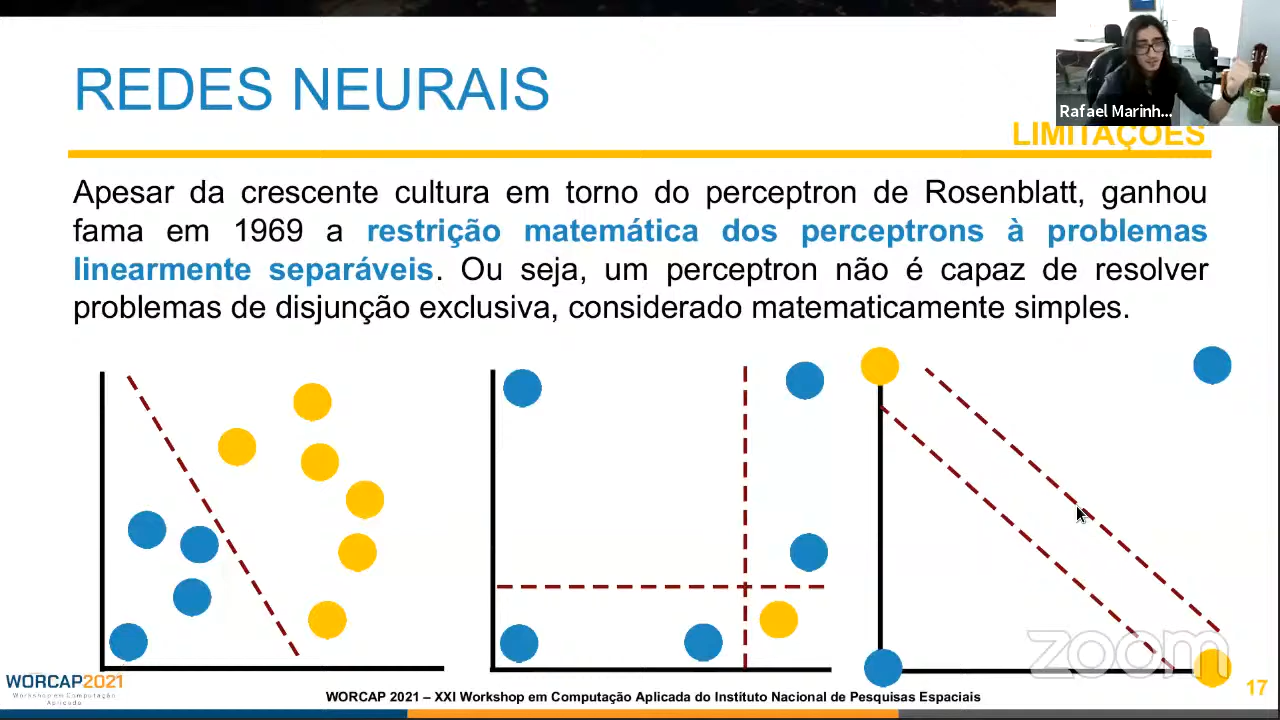 REDES NEURAIS
Rafael Marinh...
LIMITAÇÕES
Apesar da crescente cultura em torno do perceptron de Rosenblatt, ganhou
fama em 1969 a restrição matemática dos perceptrons à problemas
linearmente separáveis. Ou seja, um perceptron não é capaz de resolver
problemas de disjunção exclusiva, considerado matematicamente simples.
zoom
WORCAP2021
Workshop em Computação
Aplicada
WORCAP 2021 – XXI Workshop em Computação Aplicada do Instituto Nacional de Pesquisas Espaciais
17